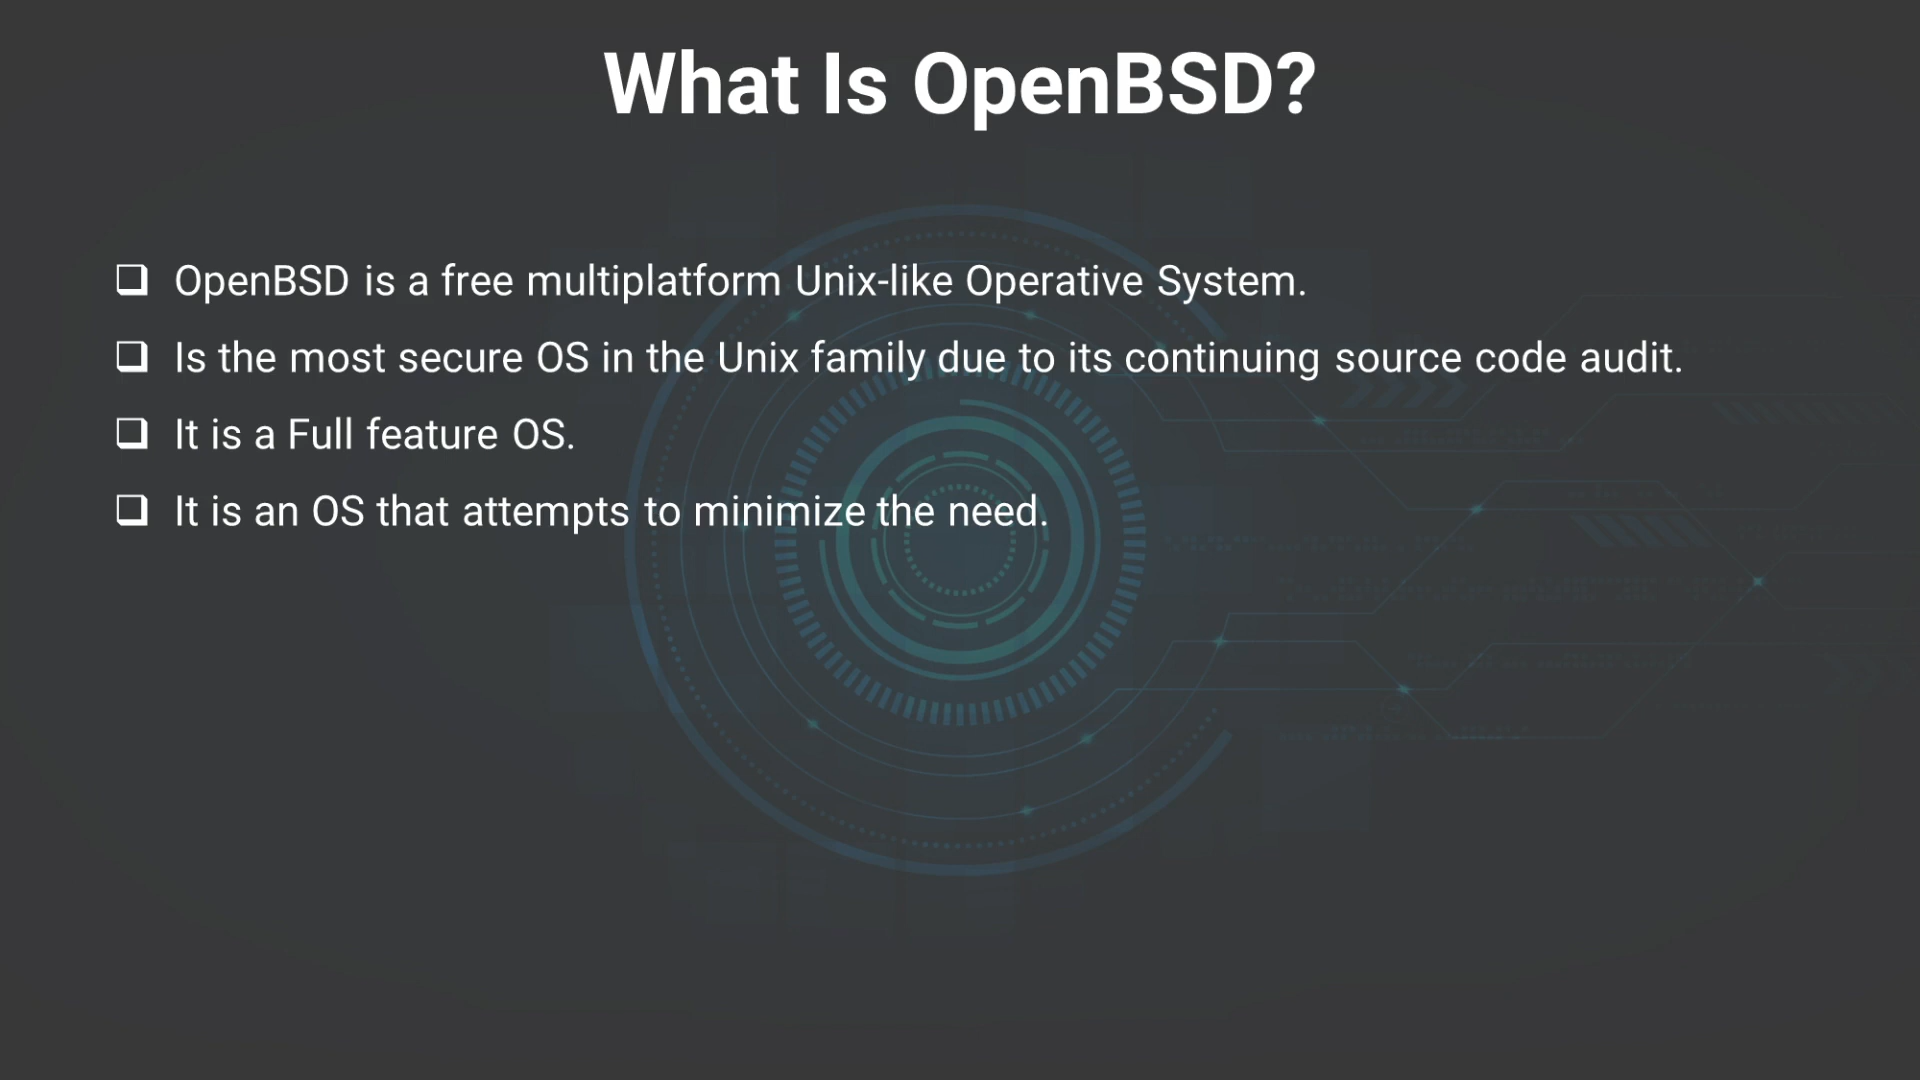 What Is OpenBSD?
OpenBSD is a free multiplatform Unix-like Operative System.
Is the most secure OS in the Unix family due to its continuing source code audit.
It is a Full feature OS.
It is an OS that attempts to minimize the need.